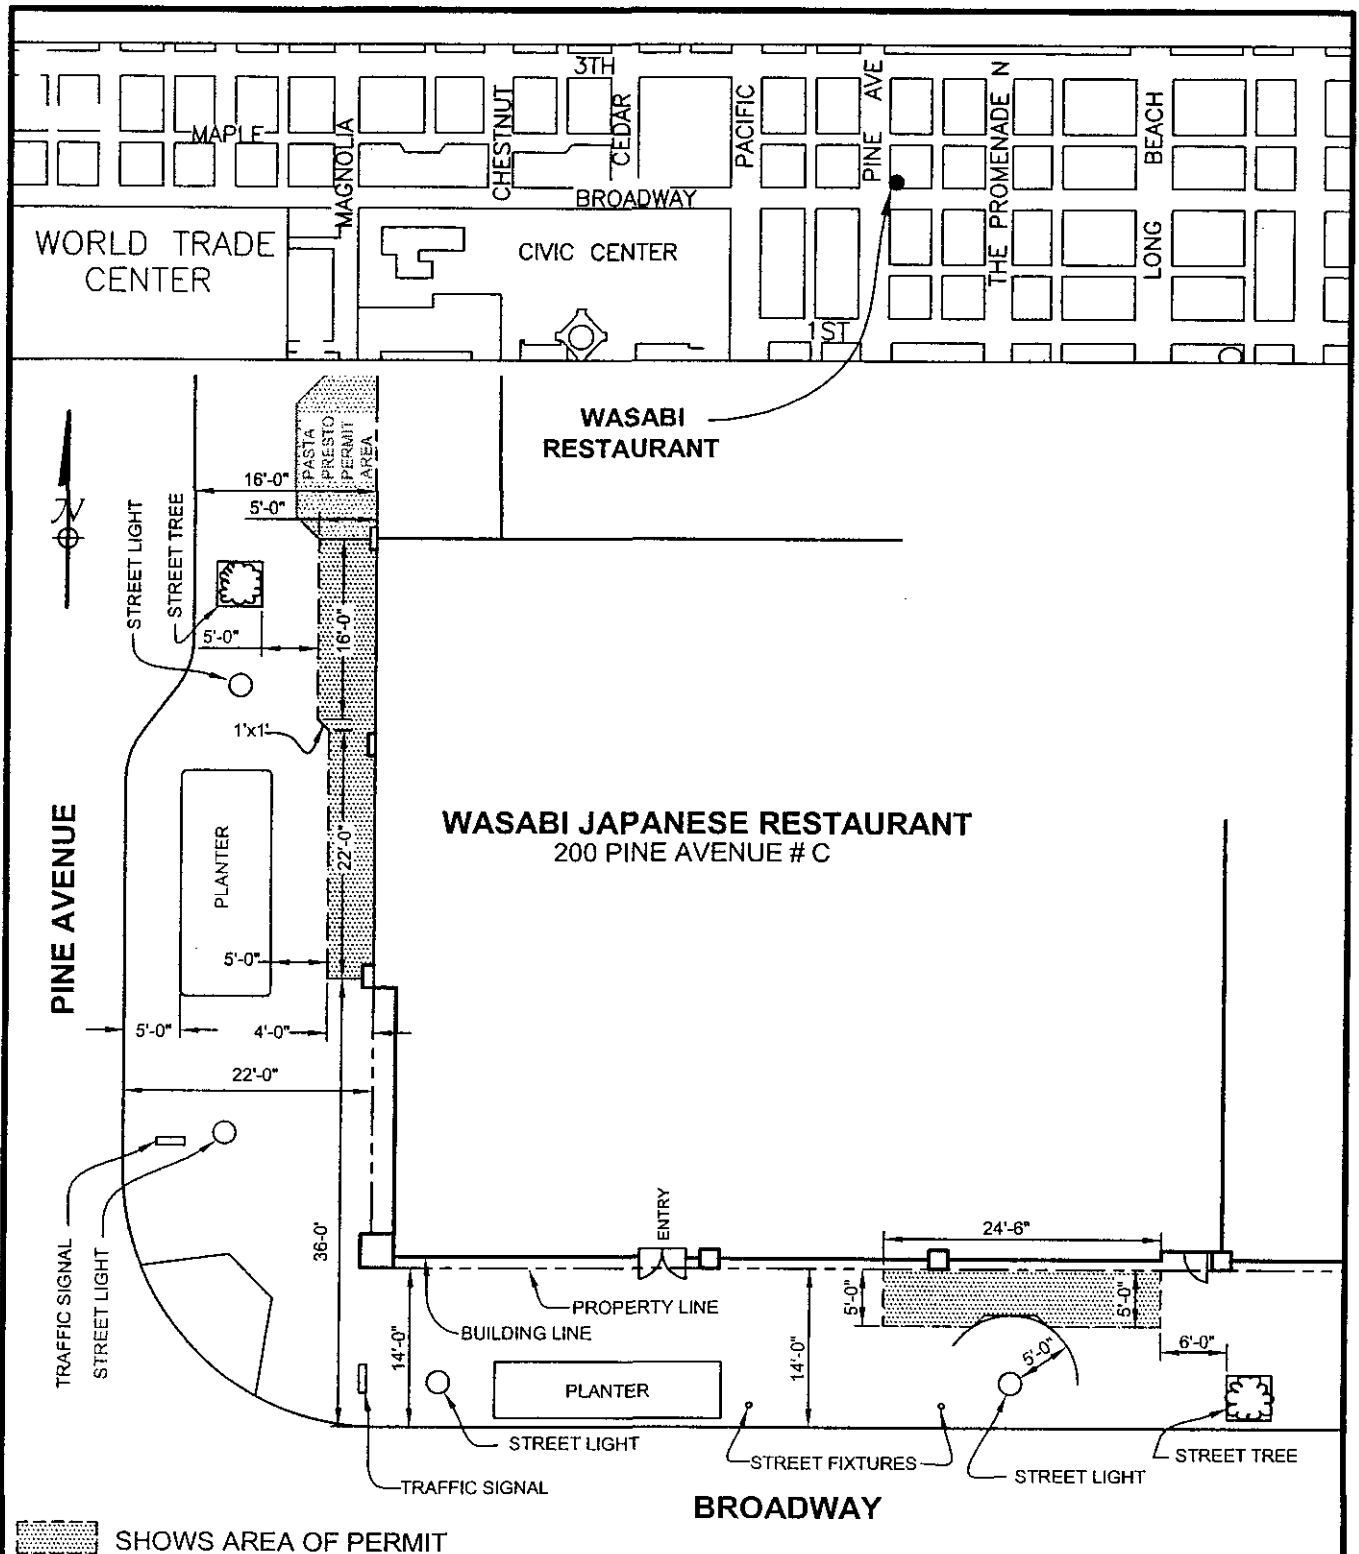 3TH
MAPLE
MAGNOLIA
CHESTNUT
CEDAR
PACIFIC
PINE AVE
THE PROMENADE N
LONG BEACH
BROADWAY
WORLD TRADE
CENTER
CIVIC CENTER
1ST
WASABI
RESTAURANT
PASTA
PRESTO
PERMIT
AREA
16'-0"
5'-0"
N
STREET LIGHT
STREET TREE
5'-0"
16'-0"
1'x1'
22'-0"
PLANTER
PINE AVENUE
WASABI JAPANESE RESTAURANT
200 PINE AVENUE # C
5'-0"
5'-0"
4'-0"
22'-0"
TRAFFIC SIGNAL
STREET LIGHT
36-0'
ENTRY
24'-6"
PROPERTY LINE
BUILDING LINE
14'-0"
14'-0"
5'-0"
5'-0"
5'-0"
6'-0"
PLANTER
STREET LIGHT
TRAFFIC SIGNAL
STREET FIXTURES
STREET LIGHT
STREET TREE
BROADWAY
SHOWS AREA OF PERMIT